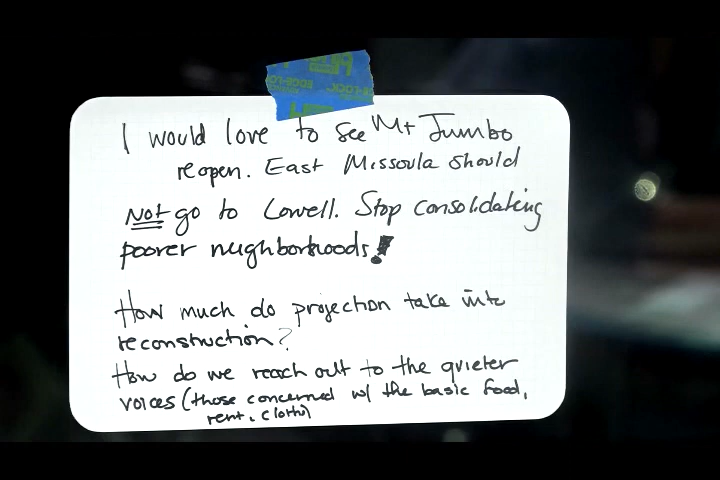 I would love to see Mt Jumbo
reopen. East Missoula should
NOT go to Lowell. Stop consolidating
poorer neighborhoods!
How much do projection take into
reconstruction?
How do we reach out to the quieter
voices (those concerned w/ the basic food,
rent, cloths)